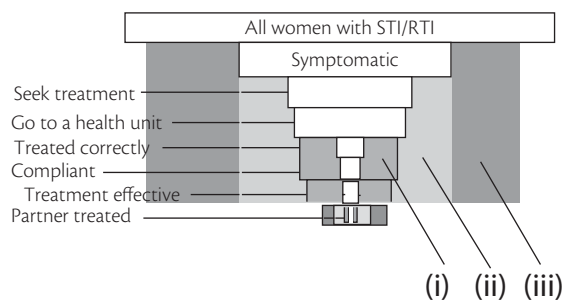 All women with STI/RTI
Symptomatic
Seek treatment
Go to a health unit
Treated correctly
Compliant
Treatment effective
Partner treated
(i) (ii) (iii)